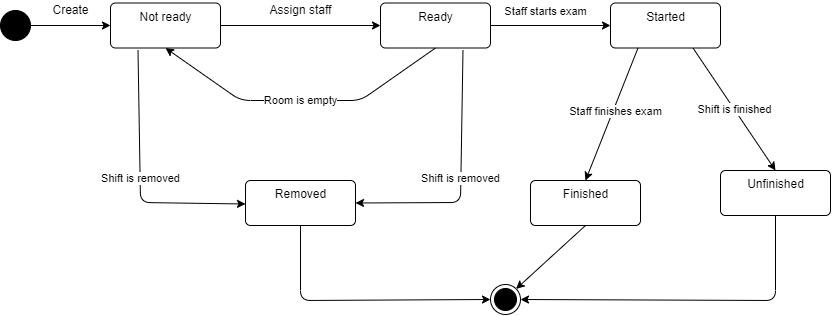 Create
Not ready
Assign staff
Ready
Staff starts exam
Started
Room is empty
Staff finishes exam
Shift is finished
Shift is removed
Shift is removed
Removed
Finished
Unfinished